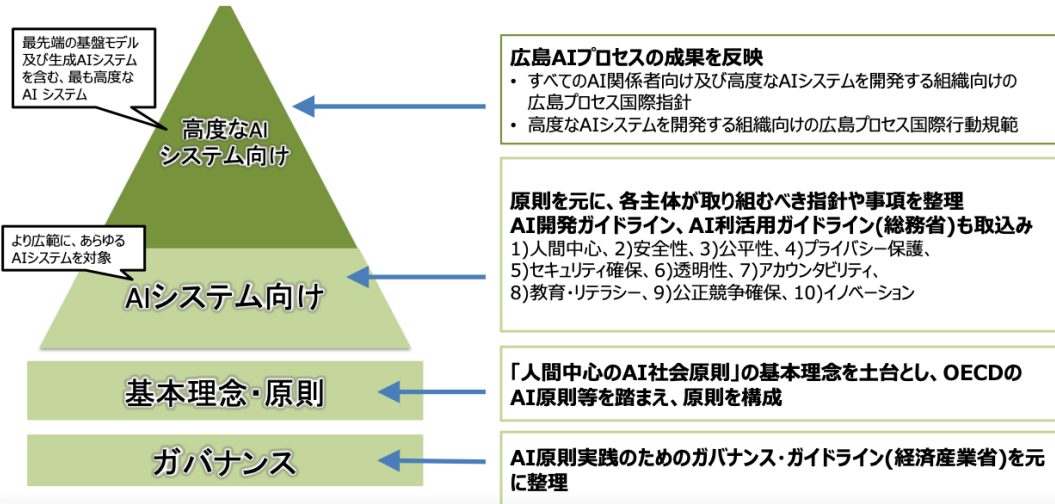 最先端の基盤モデル
及び生成AIシステム
を含む、最も高度な
AI システム
高度なAI
システム向け
広島AIプロセスの成果を反映
• すべてのAI関係者向け及び高度なAIシステムを開発する組織向けの
広島プロセス国際指針
• 高度なAIシステムを開発する組織向けの広島プロセス国際行動規範
より広範に、あらゆる
AIシステムを対象
AIシステム向け
原則を元に、各主体が取り組むべき指針や事項を整理
AI開発ガイドライン、AI利活用ガイドライン(総務省)も取込み
1)人間中心、2)安全性、3)公平性、4)プライバシー保護、
5)セキュリティ確保、6)透明性、7)アカウンタビリティ、
8)教育・リテラシー、9)公正競争確保、10)イノベーション
基本理念・原則
「人間中心のAI社会原則」の基本理念を土台とし、OECDの
AI原則等を踏まえ、原則を構成
ガバナンス
AI原則実践のためのガバナンス・ガイドライン(経済産業省)を元
に整理